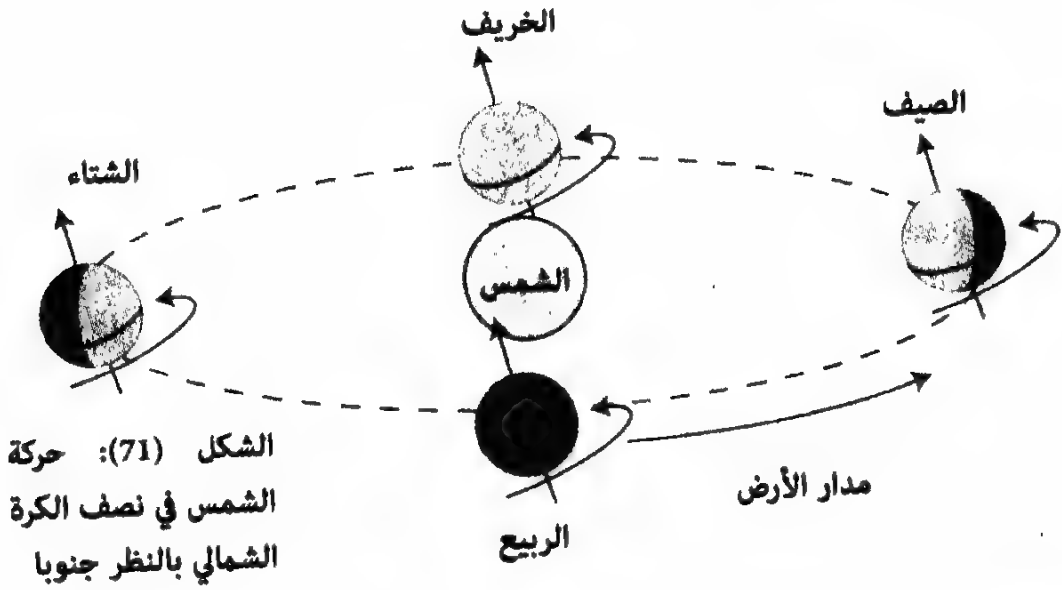 الخريف
الصيف
الشتاء
الشمس
الربيع
مدار الأرض
الشكل (71): حركة
الشمس في نصف الكرة
الشمالي بالنظر جنوبا